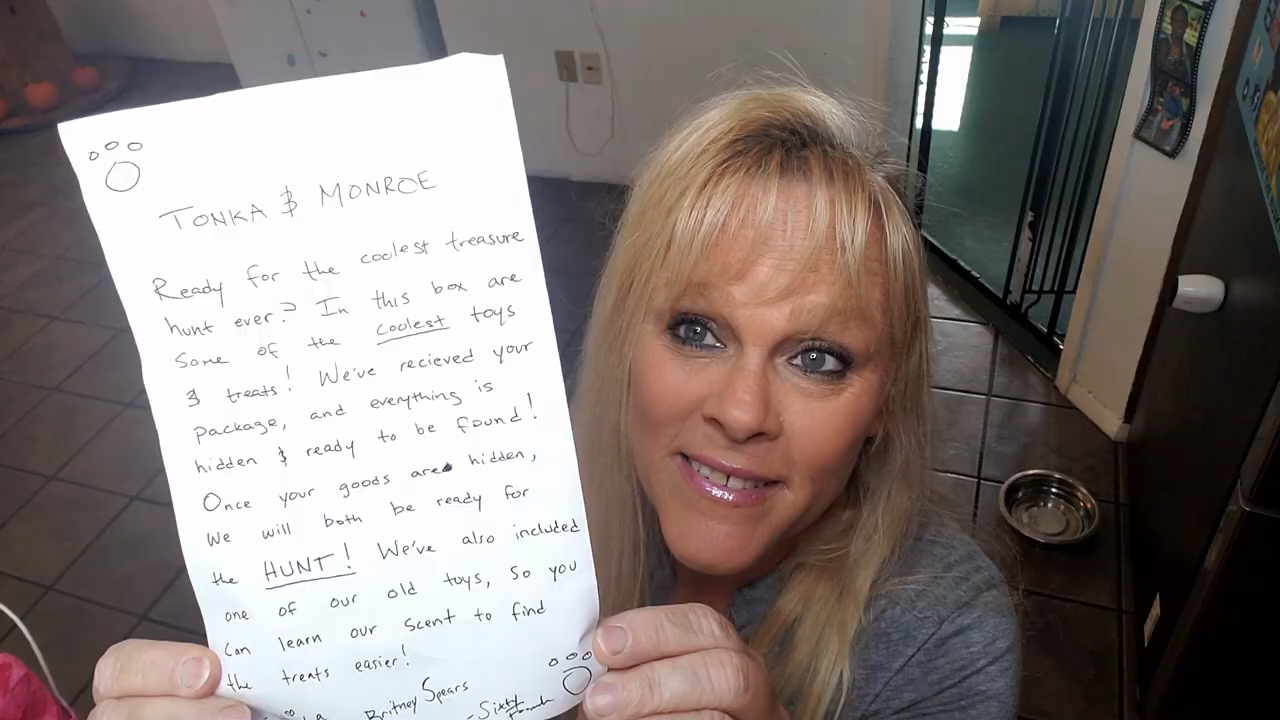 TONKA & MONROE
Ready for the coolest treasure
hunt ever? In this box are
some of the coolest toys
& treats! We've recieved your
package, and everything is
hidden & ready to be found!
Once your goods are hidden,
we will both be ready for
the HUNT! We've also included
one of our old toys, so you
can learn our scent to find
the treats easier!
Britney Spears
-Sixty